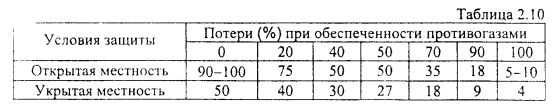 Таблица 2.10
Условия защиты
Потери (%) при обеспеченности противогазами
0 20 40 50 70 90 100
Открытая местность 90–100 75 50 50 35 18 5–10
Укрытая местность 50 40 30 27 18 9 4